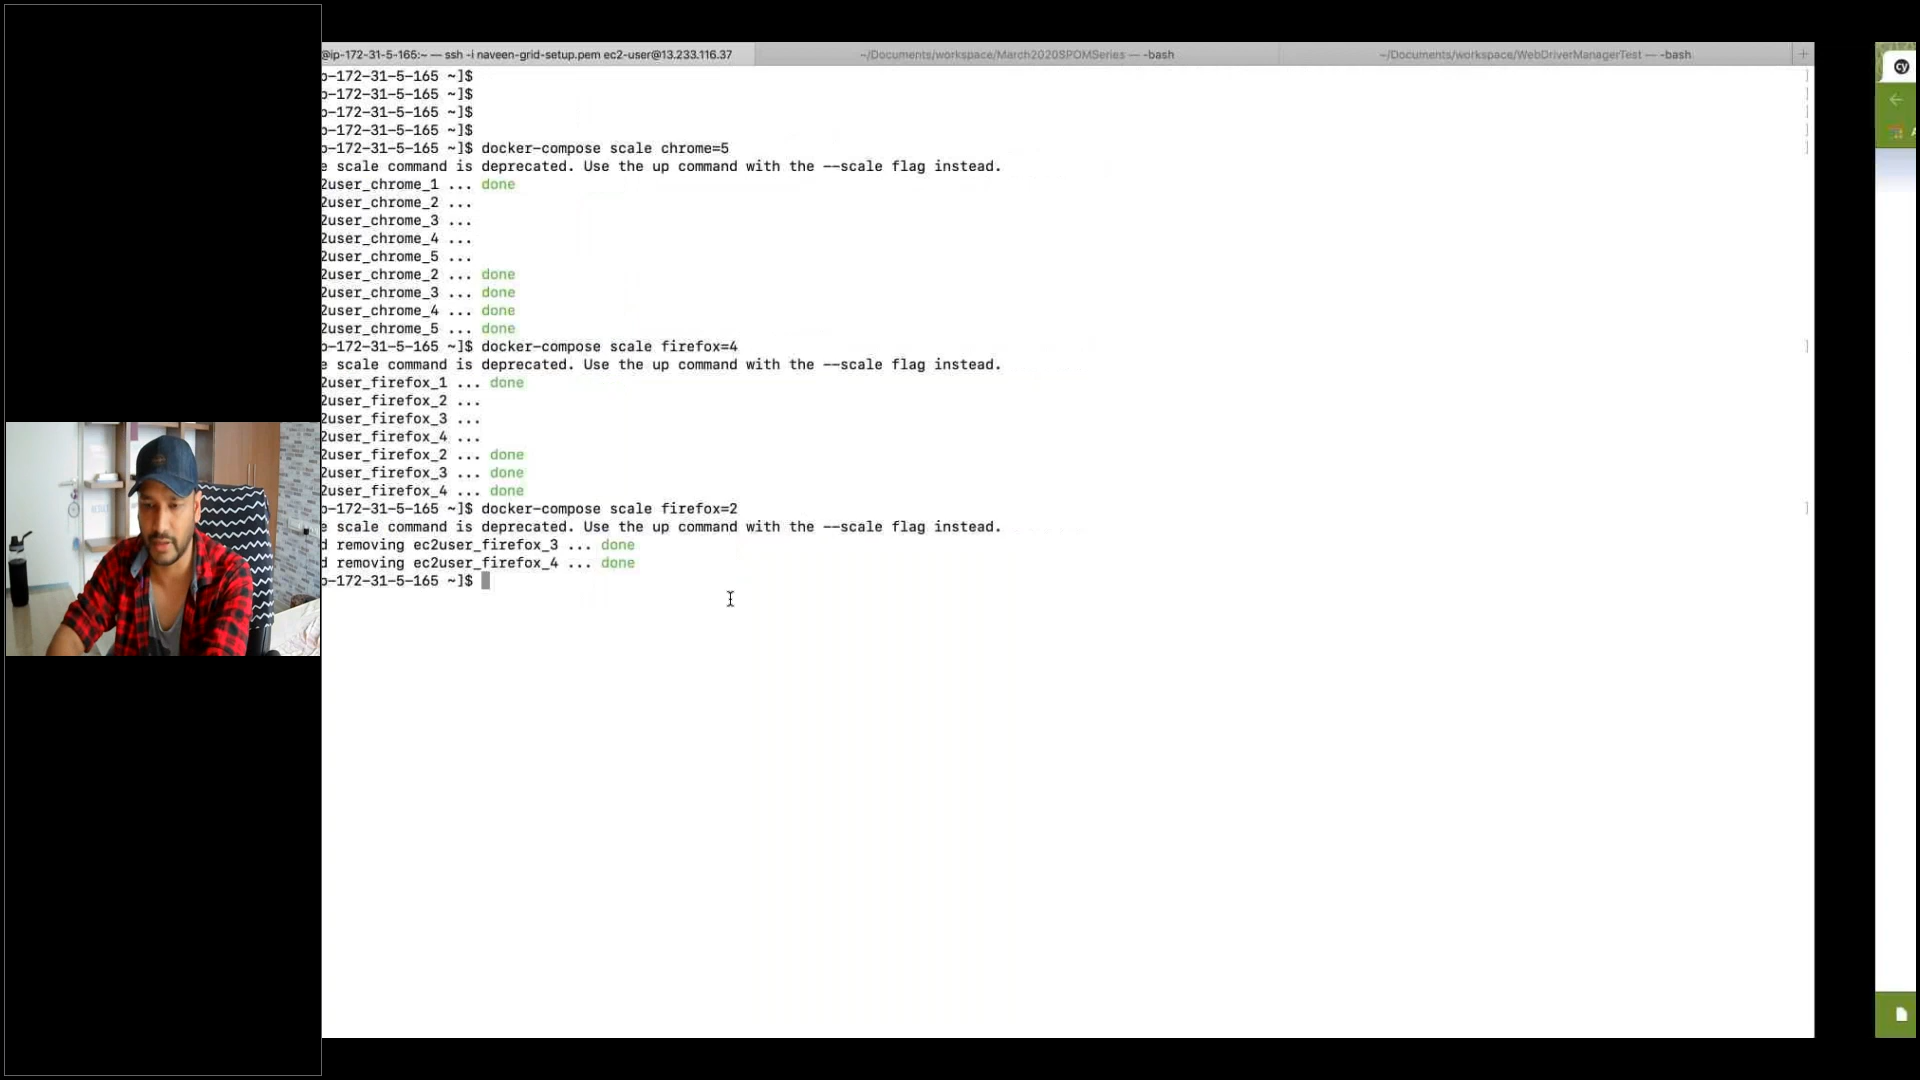 @ip-172-31-5-165:~ — ssh -i naveen-grid-setup.pem ec2-user@13.233.116.37
~/Documents/workspace/March2020SPOMSeries — -bash
~/Documents/workspace/WebDriverManagerTest — -bash
p-172-31-5-165 ~]$
p-172-31-5-165 ~]$
p-172-31-5-165 ~]$
p-172-31-5-165 ~]$
p-172-31-5-165 ~]$ docker-compose scale chrome=5
e scale command is deprecated. Use the up command with the --scale flag instead.
2user_chrome_1 ... done
2user_chrome_2 ...
2user_chrome_3 ...
2user_chrome_4 ...
2user_chrome_5 ...
2user_chrome_2 ... done
2user_chrome_3 ... done
2user_chrome_4 ... done
2user_chrome_5 ... done
p-172-31-5-165 ~]$ docker-compose scale firefox=4
e scale command is deprecated. Use the up command with the --scale flag instead.
2user_firefox_1 ... done
2user_firefox_2 ...
2user_firefox_3 ...
2user_firefox_4 ...
2user_firefox_2 ... done
2user_firefox_3 ... done
2user_firefox_4 ... done
p-172-31-5-165 ~]$ docker-compose scale firefox=2
e scale command is deprecated. Use the up command with the --scale flag instead.
d removing ec2user_firefox_3 ... done
d removing ec2user_firefox_4 ... done
p-172-31-5-165 ~]$
cy